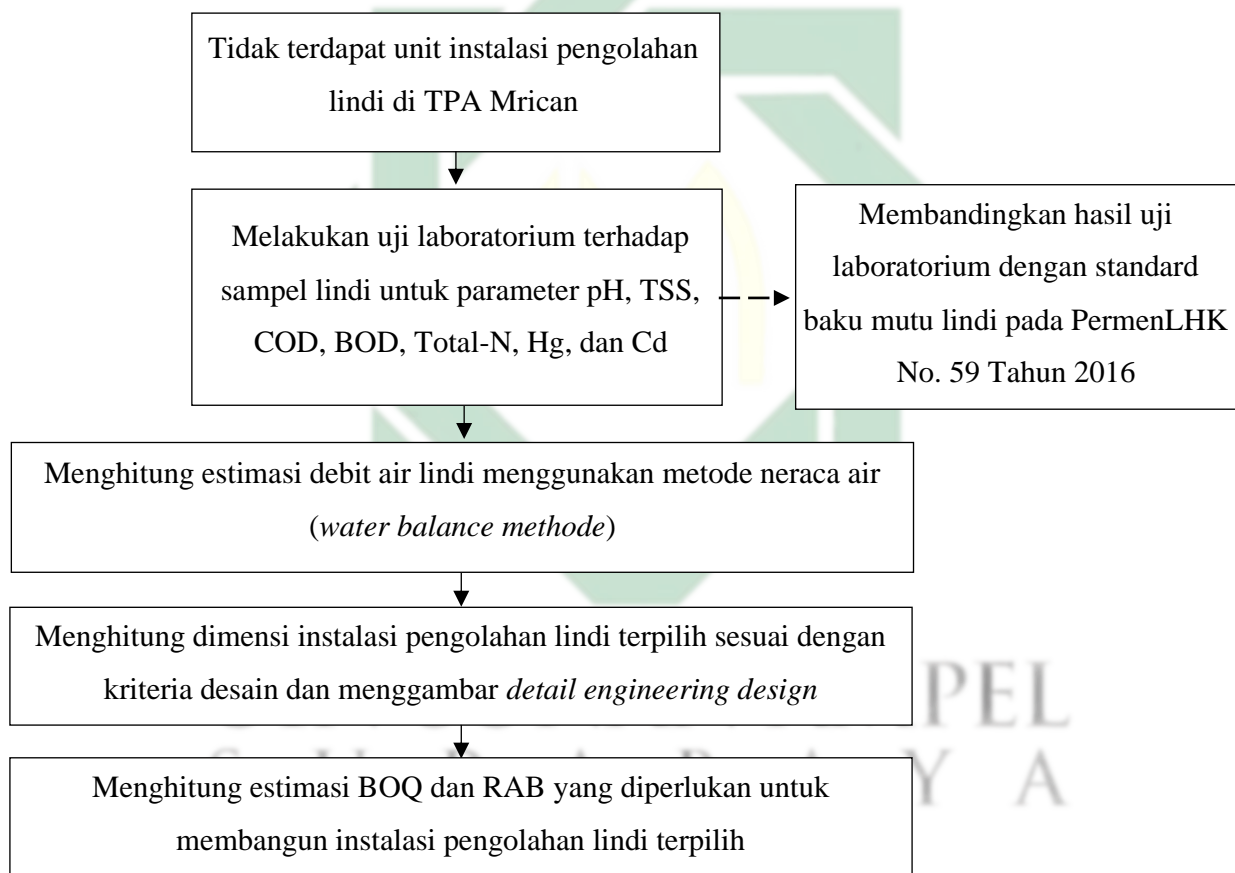 Tidak terdapat unit instalasi pengolahan
lindi di TPA Mrican
Melakukan uji laboratorium terhadap
sampel lindi untuk parameter pH, TSS,
COD, BOD, Total-N, Hg, dan Cd
Membandingkan hasil uji
laboratorium dengan standard
baku mutu lindi pada PermenLHK
No. 59 Tahun 2016
Menghitung estimasi debit air lindi menggunakan metode neraca air
(water balance methode)
Menghitung dimensi instalasi pengolahan lindi terpilih sesuai dengan
kriteria desain dan menggambar detail engineering design
PEL
Y A
Menghitung estimasi BOQ dan RAB yang diperlukan untuk
membangun instalasi pengolahan lindi terpilih